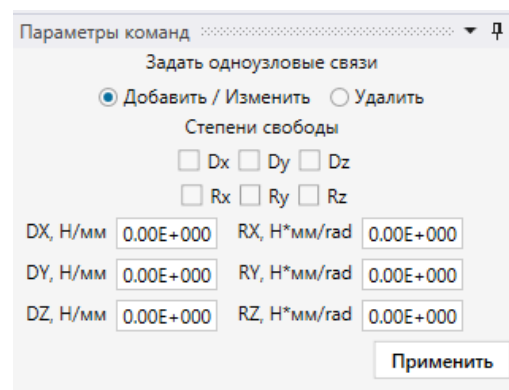 Параметры команд
Задать одноузловые связи
Добавить / Изменить Удалить
Степени свободы
Dx Dy Dz
Rx Ry Rz
DX, Н/мм 0.00E+000 RX, Н*мм/rad 0.00E+000
DY, Н/мм 0.00E+000 RY, Н*мм/rad 0.00E+000
DZ, Н/мм 0.00E+000 RZ, Н*мм/rad 0.00E+000
Применить